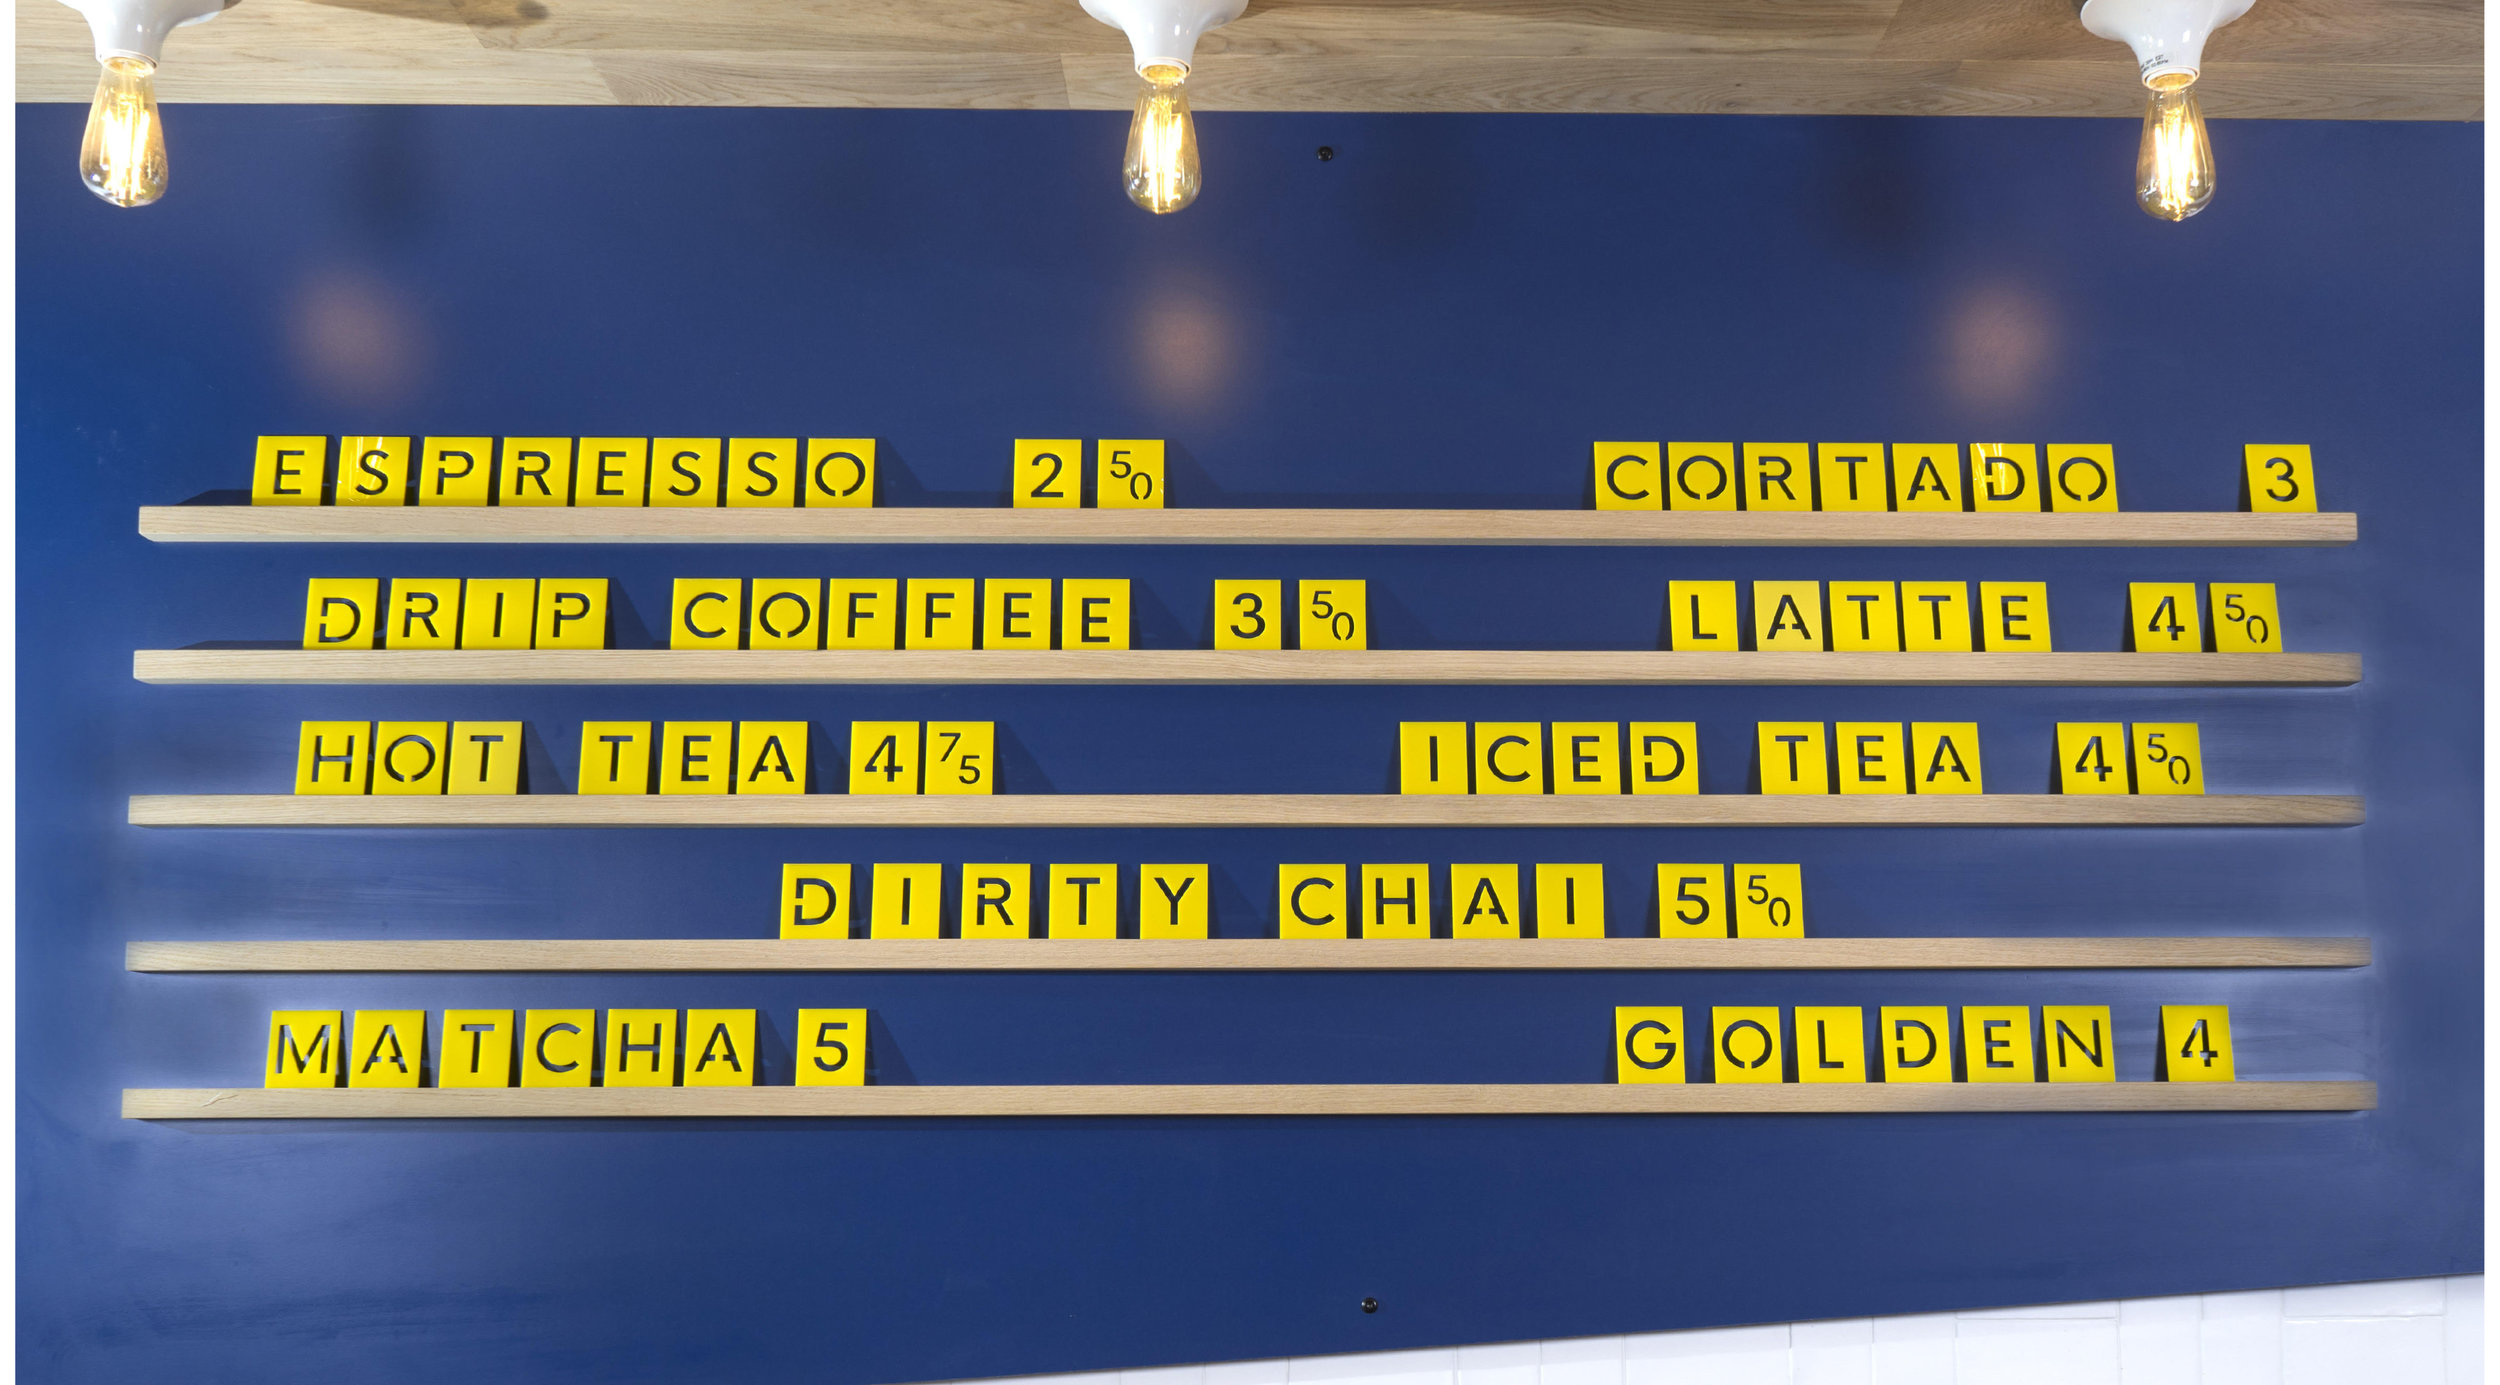 ESPRESSO 2 50 CORTADO 3
DRIP COFFEE 3 50 LATTE 4 50
HOT TEA 4 75 ICED TEA 4 50
DIRTY CHAI 5 50
MATCHA 5 GOLDEN 4